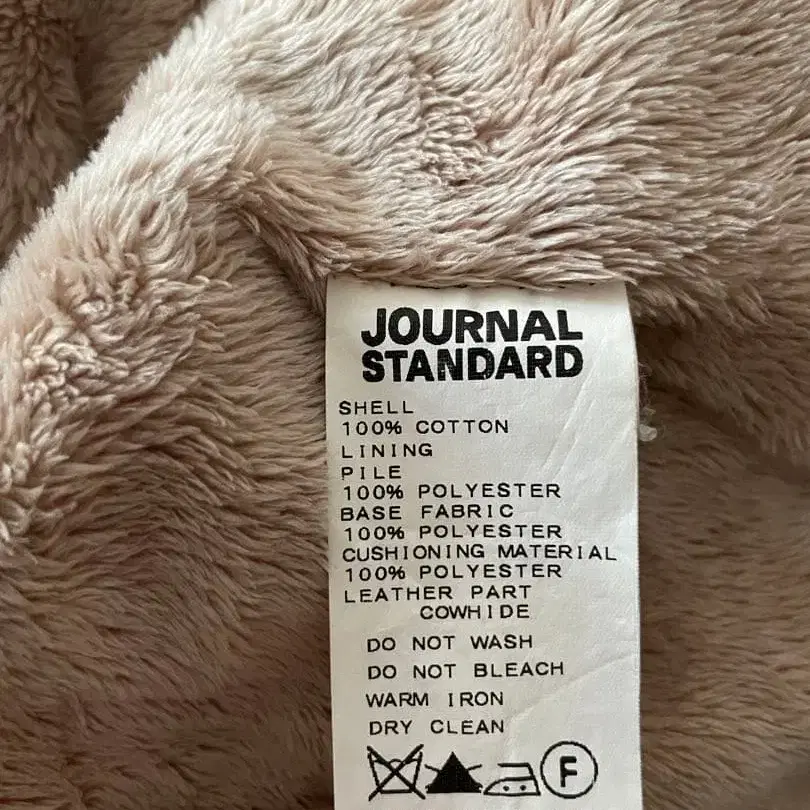 JOURNAL
STANDARD
SHELL
100% COTTON
LINING
PILE
100% POLYESTER
BASE FABRIC
100% POLYESTER
CUSHIONING MATERIAL
100% POLYESTER
LEATHER PART
COWHIDE
DO NOT WASH
DO NOT BLEACH
WARM IRON
DRY CLEAN
F